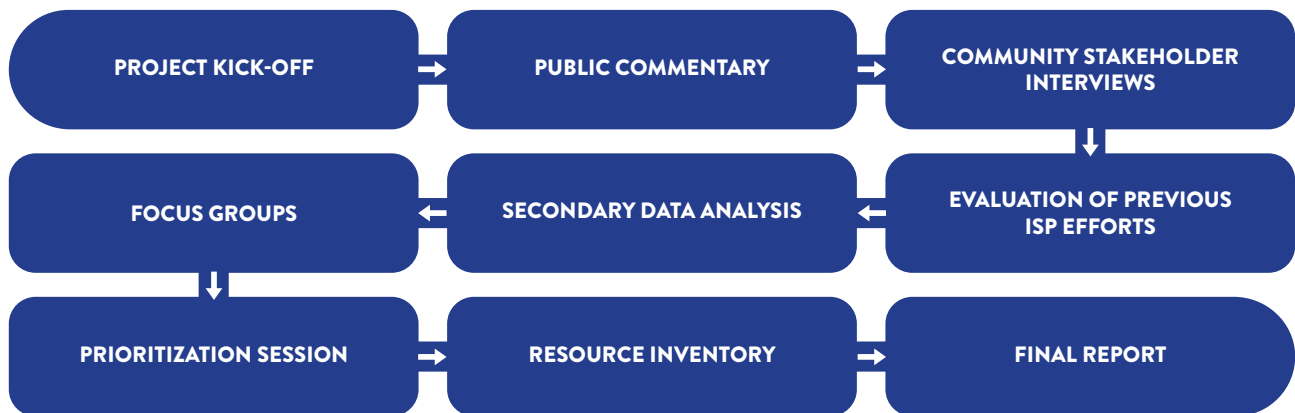 PROJECT KICK-OFF
PUBLIC COMMENTARY
COMMUNITY STAKEHOLDER
INTERVIEWS
EVALUATION OF PREVIOUS
ISP EFFORTS
SECONDARY DATA ANALYSIS
FOCUS GROUPS
PRIORITIZATION SESSION
RESOURCE INVENTORY
FINAL REPORT